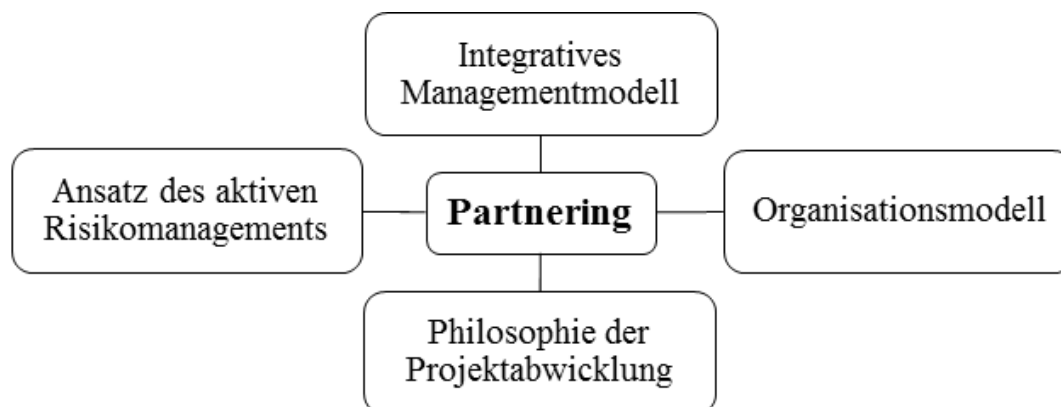 Integratives
Managementmodell
Ansatz des aktiven
Risikomanagements
Partnering
Organisationsmodell
Philosophie der
Projektabwicklung